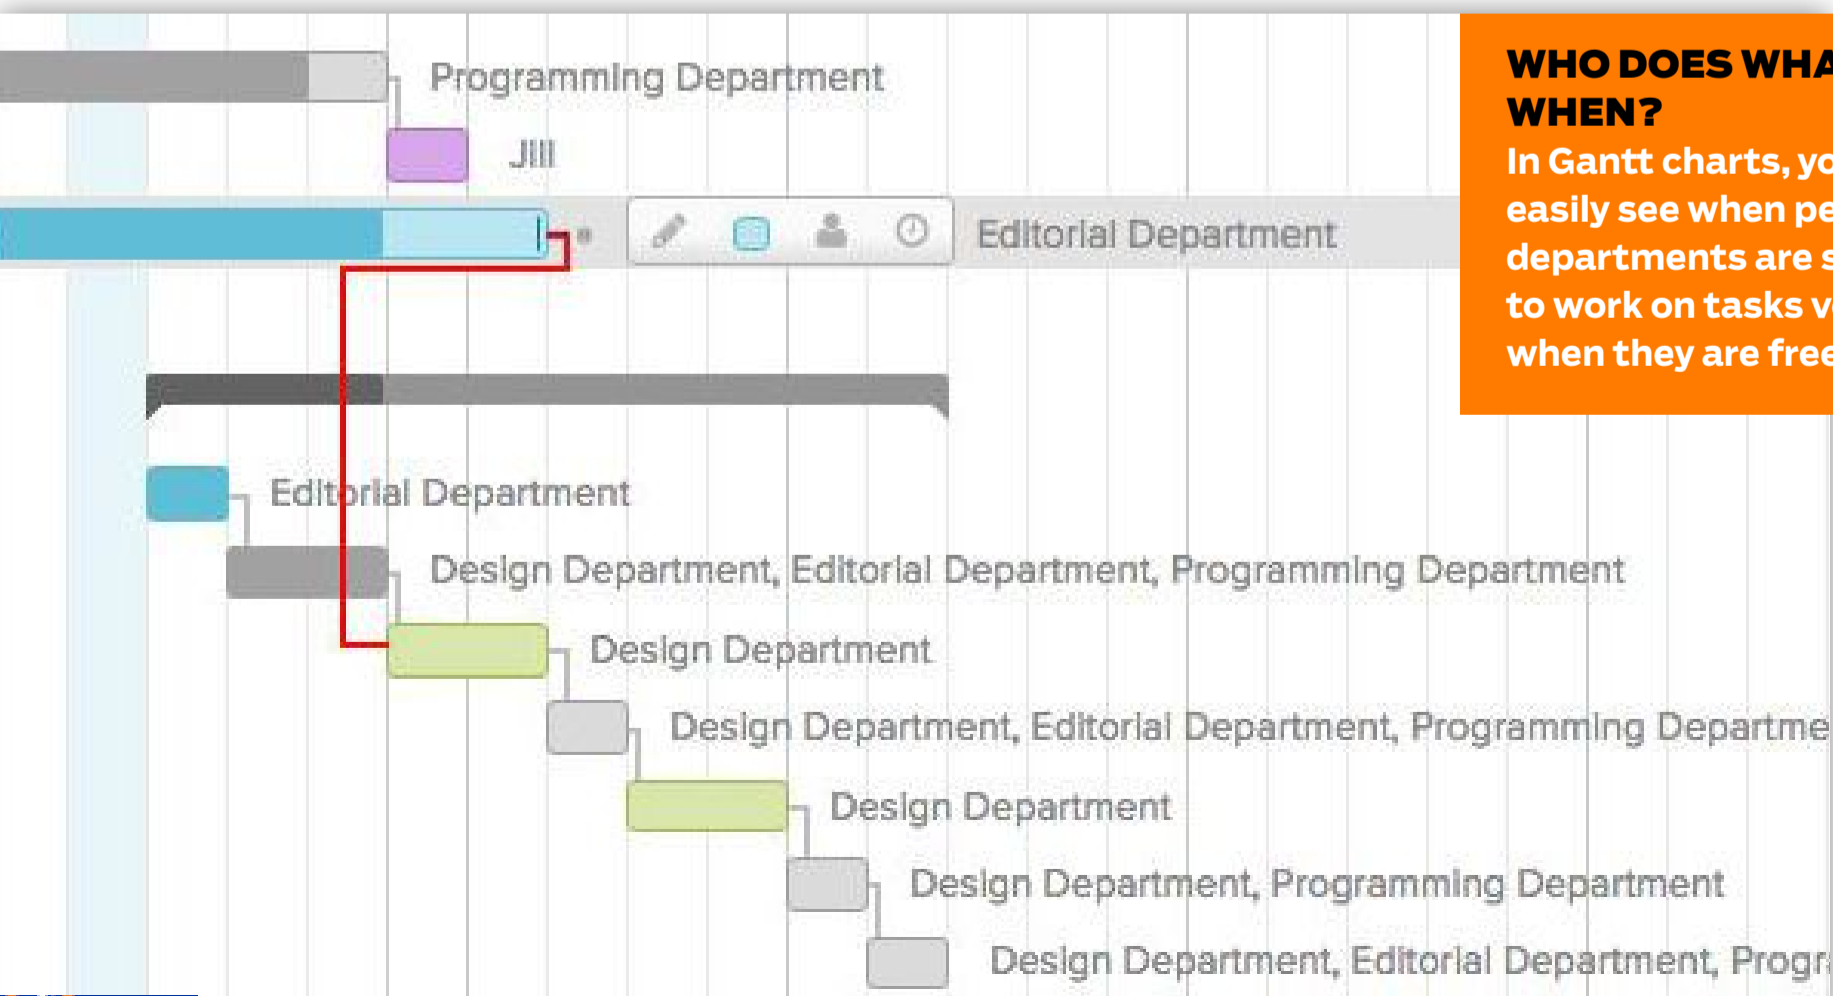 Programming Department
Jill
Editorial Department
Editorial Department
Design Department, Editorial Department, Programming Department
Design Department
Design Department, Editorial Department, Programming Departme
Design Department
Design Department, Programming Department
Design Department, Editorial Department, Progr
WHO DOES WHA
WHEN?
In Gantt charts, yo
easily see when pe
departments are s
to work on tasks v
when they are free